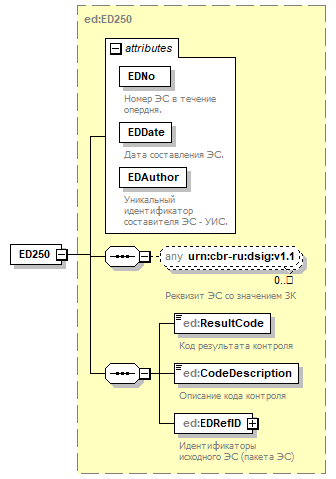 ed:ED250
attributes
EDNo
Номер ЭС в течение
опердня.
EDDate
Дата составления ЭС.
EDAuthor
Уникальный
идентификатор
составителя ЭС - УИС.
ED250
any urn:cbr-ru:dsig:v1.1
0..
Реквизит ЭС со значением ЗК
ed:ResultCode
Код результата контроля
ed:CodeDescription
Описание кода контроля
ed:EDRefID
Идентификаторы
исходного ЭС (пакета ЭС)